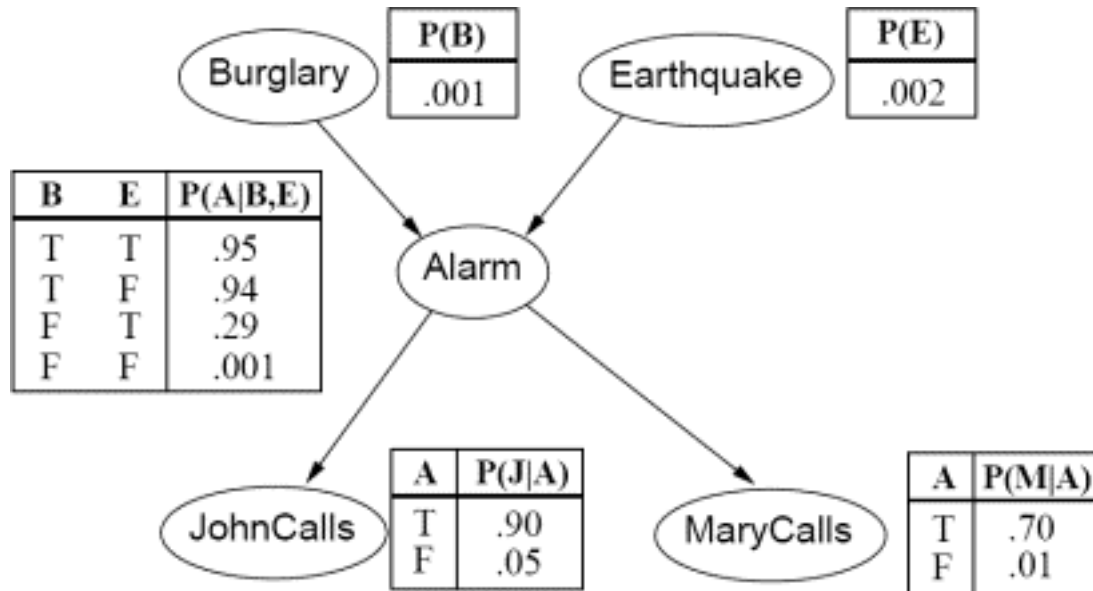 Burglary
P(B)
.001
Earthquake
P(E)
.002
B E P(A|B,E)
T T .95
T F .94
F T .29
F F .001
Alarm
JohnCalls
A P(J|A)
T .90
F .05
MaryCalls
A P(M|A)
T .70
F .01